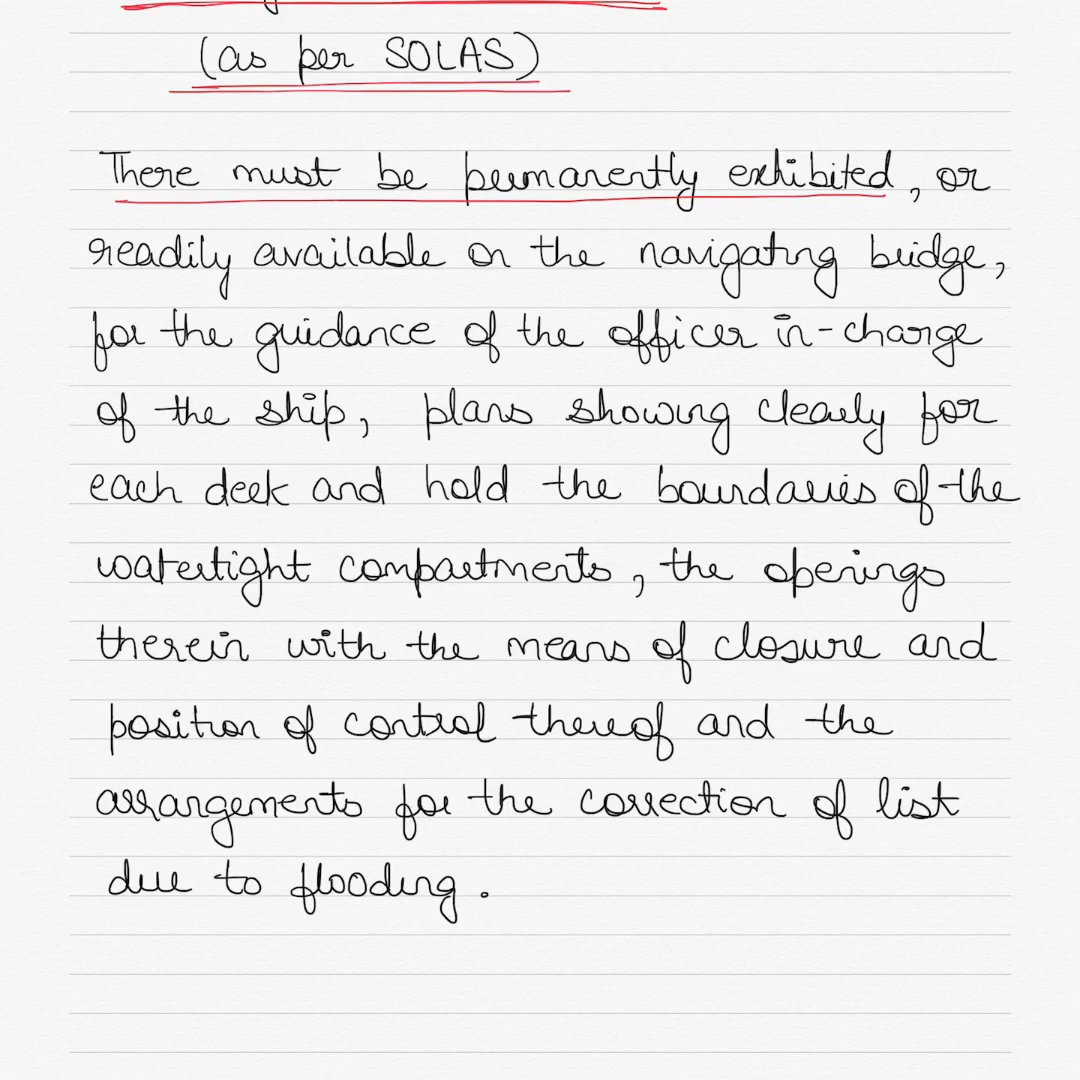 (as per SOLAS)
There must be permanently exhibited, or
readily available on the navigating bridge,
for the guidance of the officer in-charge
of the ship, plans showing clearly for
each deck and hold the boundaries of the
watertight compartments, the openings
therein with the means of closure and
position of control thereof and the
arrangements for the correction of list
due to flooding.